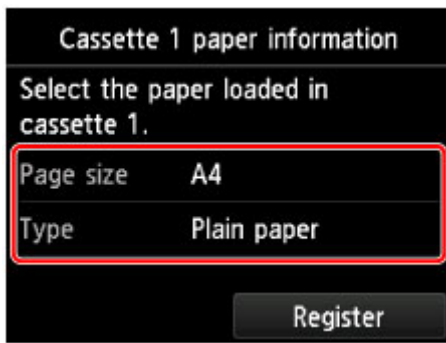 Cassette 1 paper information
Select the paper loaded in
cassette 1.
Page size A4
Type Plain paper
Register